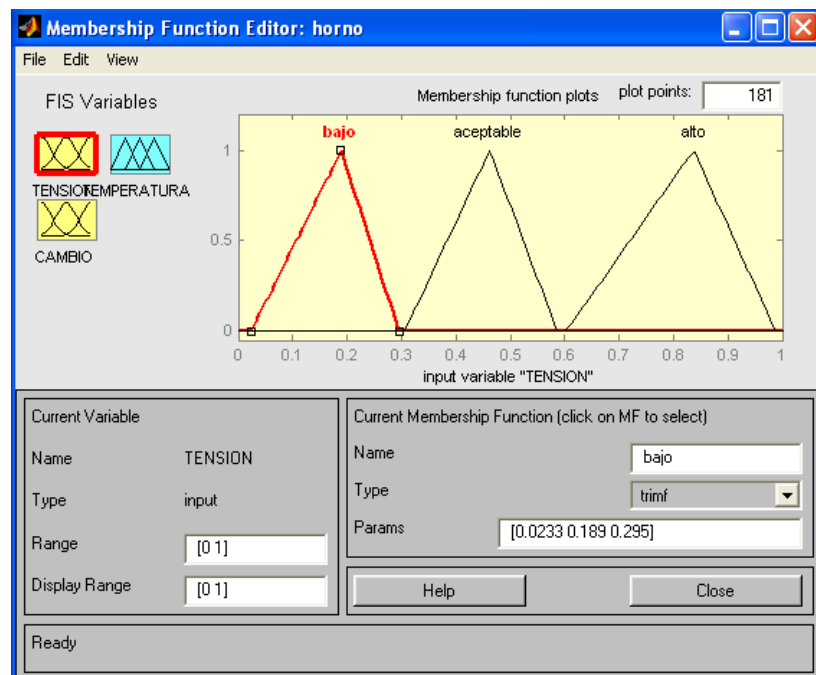 Membership Function Editor: horno
File Edit View
FIS Variables
Membership function plots plot points: 181
TENSION TEMPERATURA
CAMBIO
bajo aceptable alto
1
0.5
0
0 0.1 0.2 0.3 0.4 0.5 0.6 0.7 0.8 0.9 1
input variable "TENSION"
Current Variable
Name TENSION
Type input
Range [0 1]
Display Range [0 1]
Current Membership Function (click on MF to select)
Name bajo
Type trimf
Params [0.0233 0.189 0.295]
Help Close
Ready